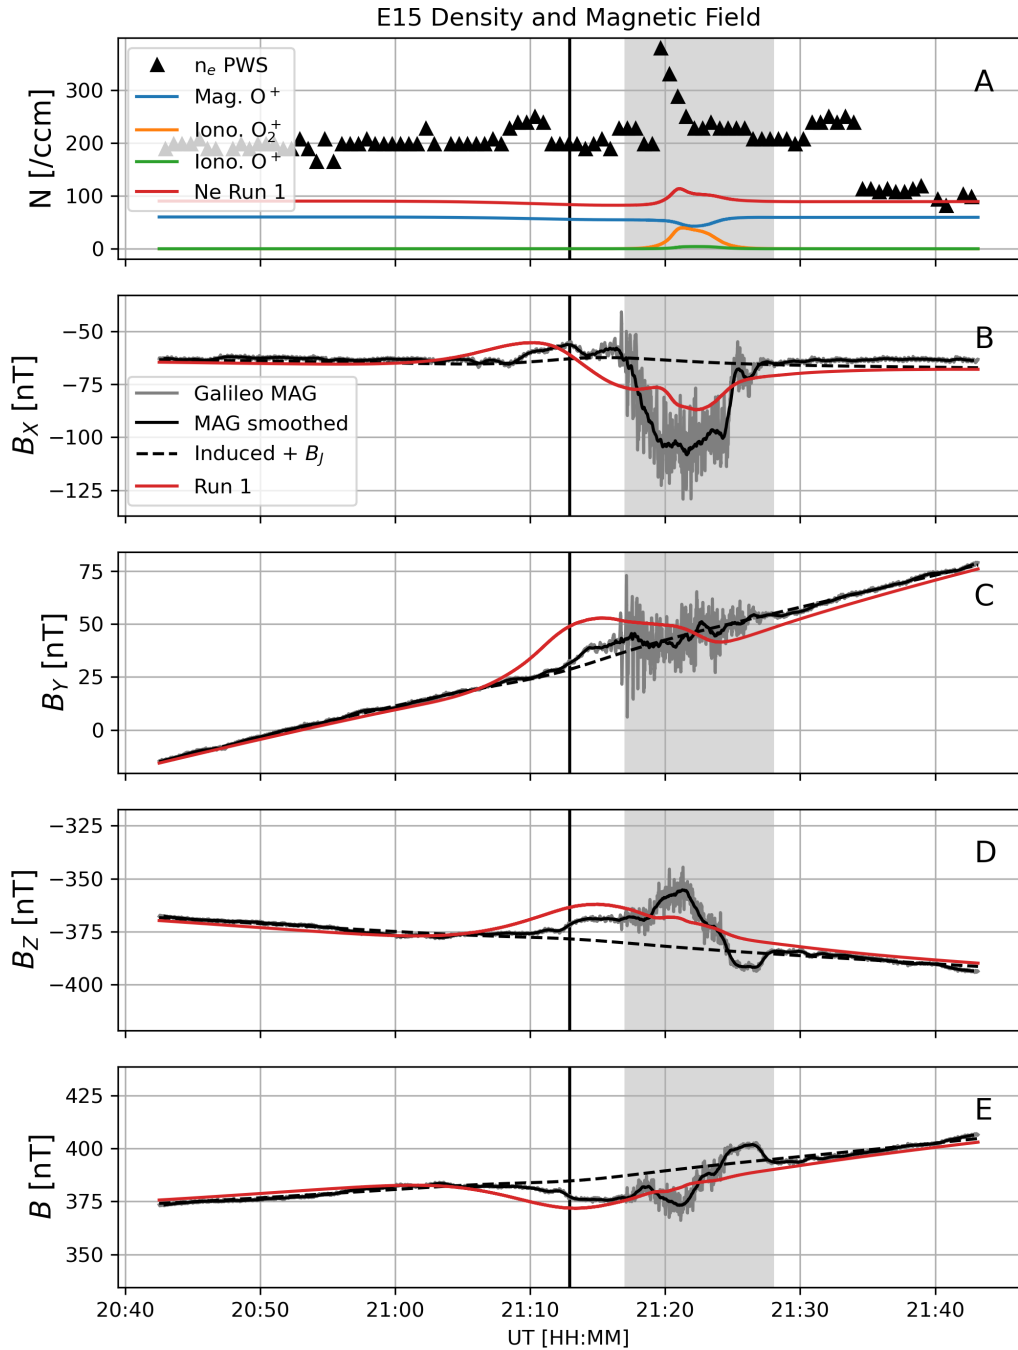 E15 Density and Magnetic Field
N [/ccm]
300
200
100
0
nₑ PWS
Mag. O⁺
Iono. O₂⁺
Iono. O⁺
Ne Run 1
A
B_X [nT]
−50
−75
−100
−125
Galileo MAG
MAG smoothed
Induced + B_J
Run 1
B
B_Y [nT]
75
50
25
0
C
B_Z [nT]
−325
−350
−375
−400
D
B [nT]
425
400
375
350
E
20:40 20:50 21:00 21:10 21:20 21:30 21:40
UT [HH:MM]